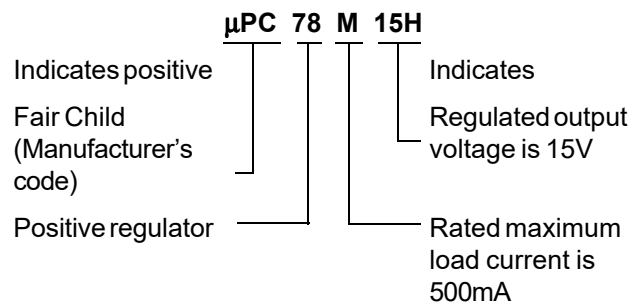 μPC 78 M 15H
Indicates positive
Fair Child
(Manufacturer's
code)
Positive regulator
Indicates
Regulated output
voltage is 15V
Rated maximum
load current is
500mA